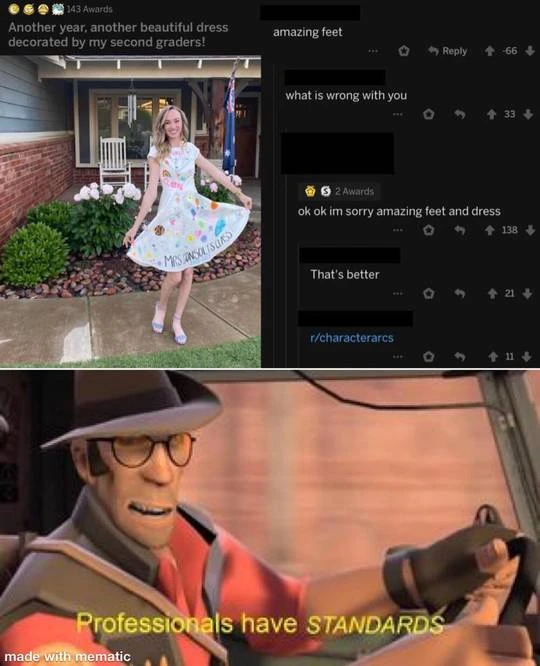 143 Awards
Another year, another beautiful dress
decorated by my second graders!
amazing feet
Reply
-66
what is wrong with you
33
2 Awards
ok ok im sorry amazing feet and dress
138
That's better
21
r/characterarcs
11
Professionals have STANDARDS
made with mematic